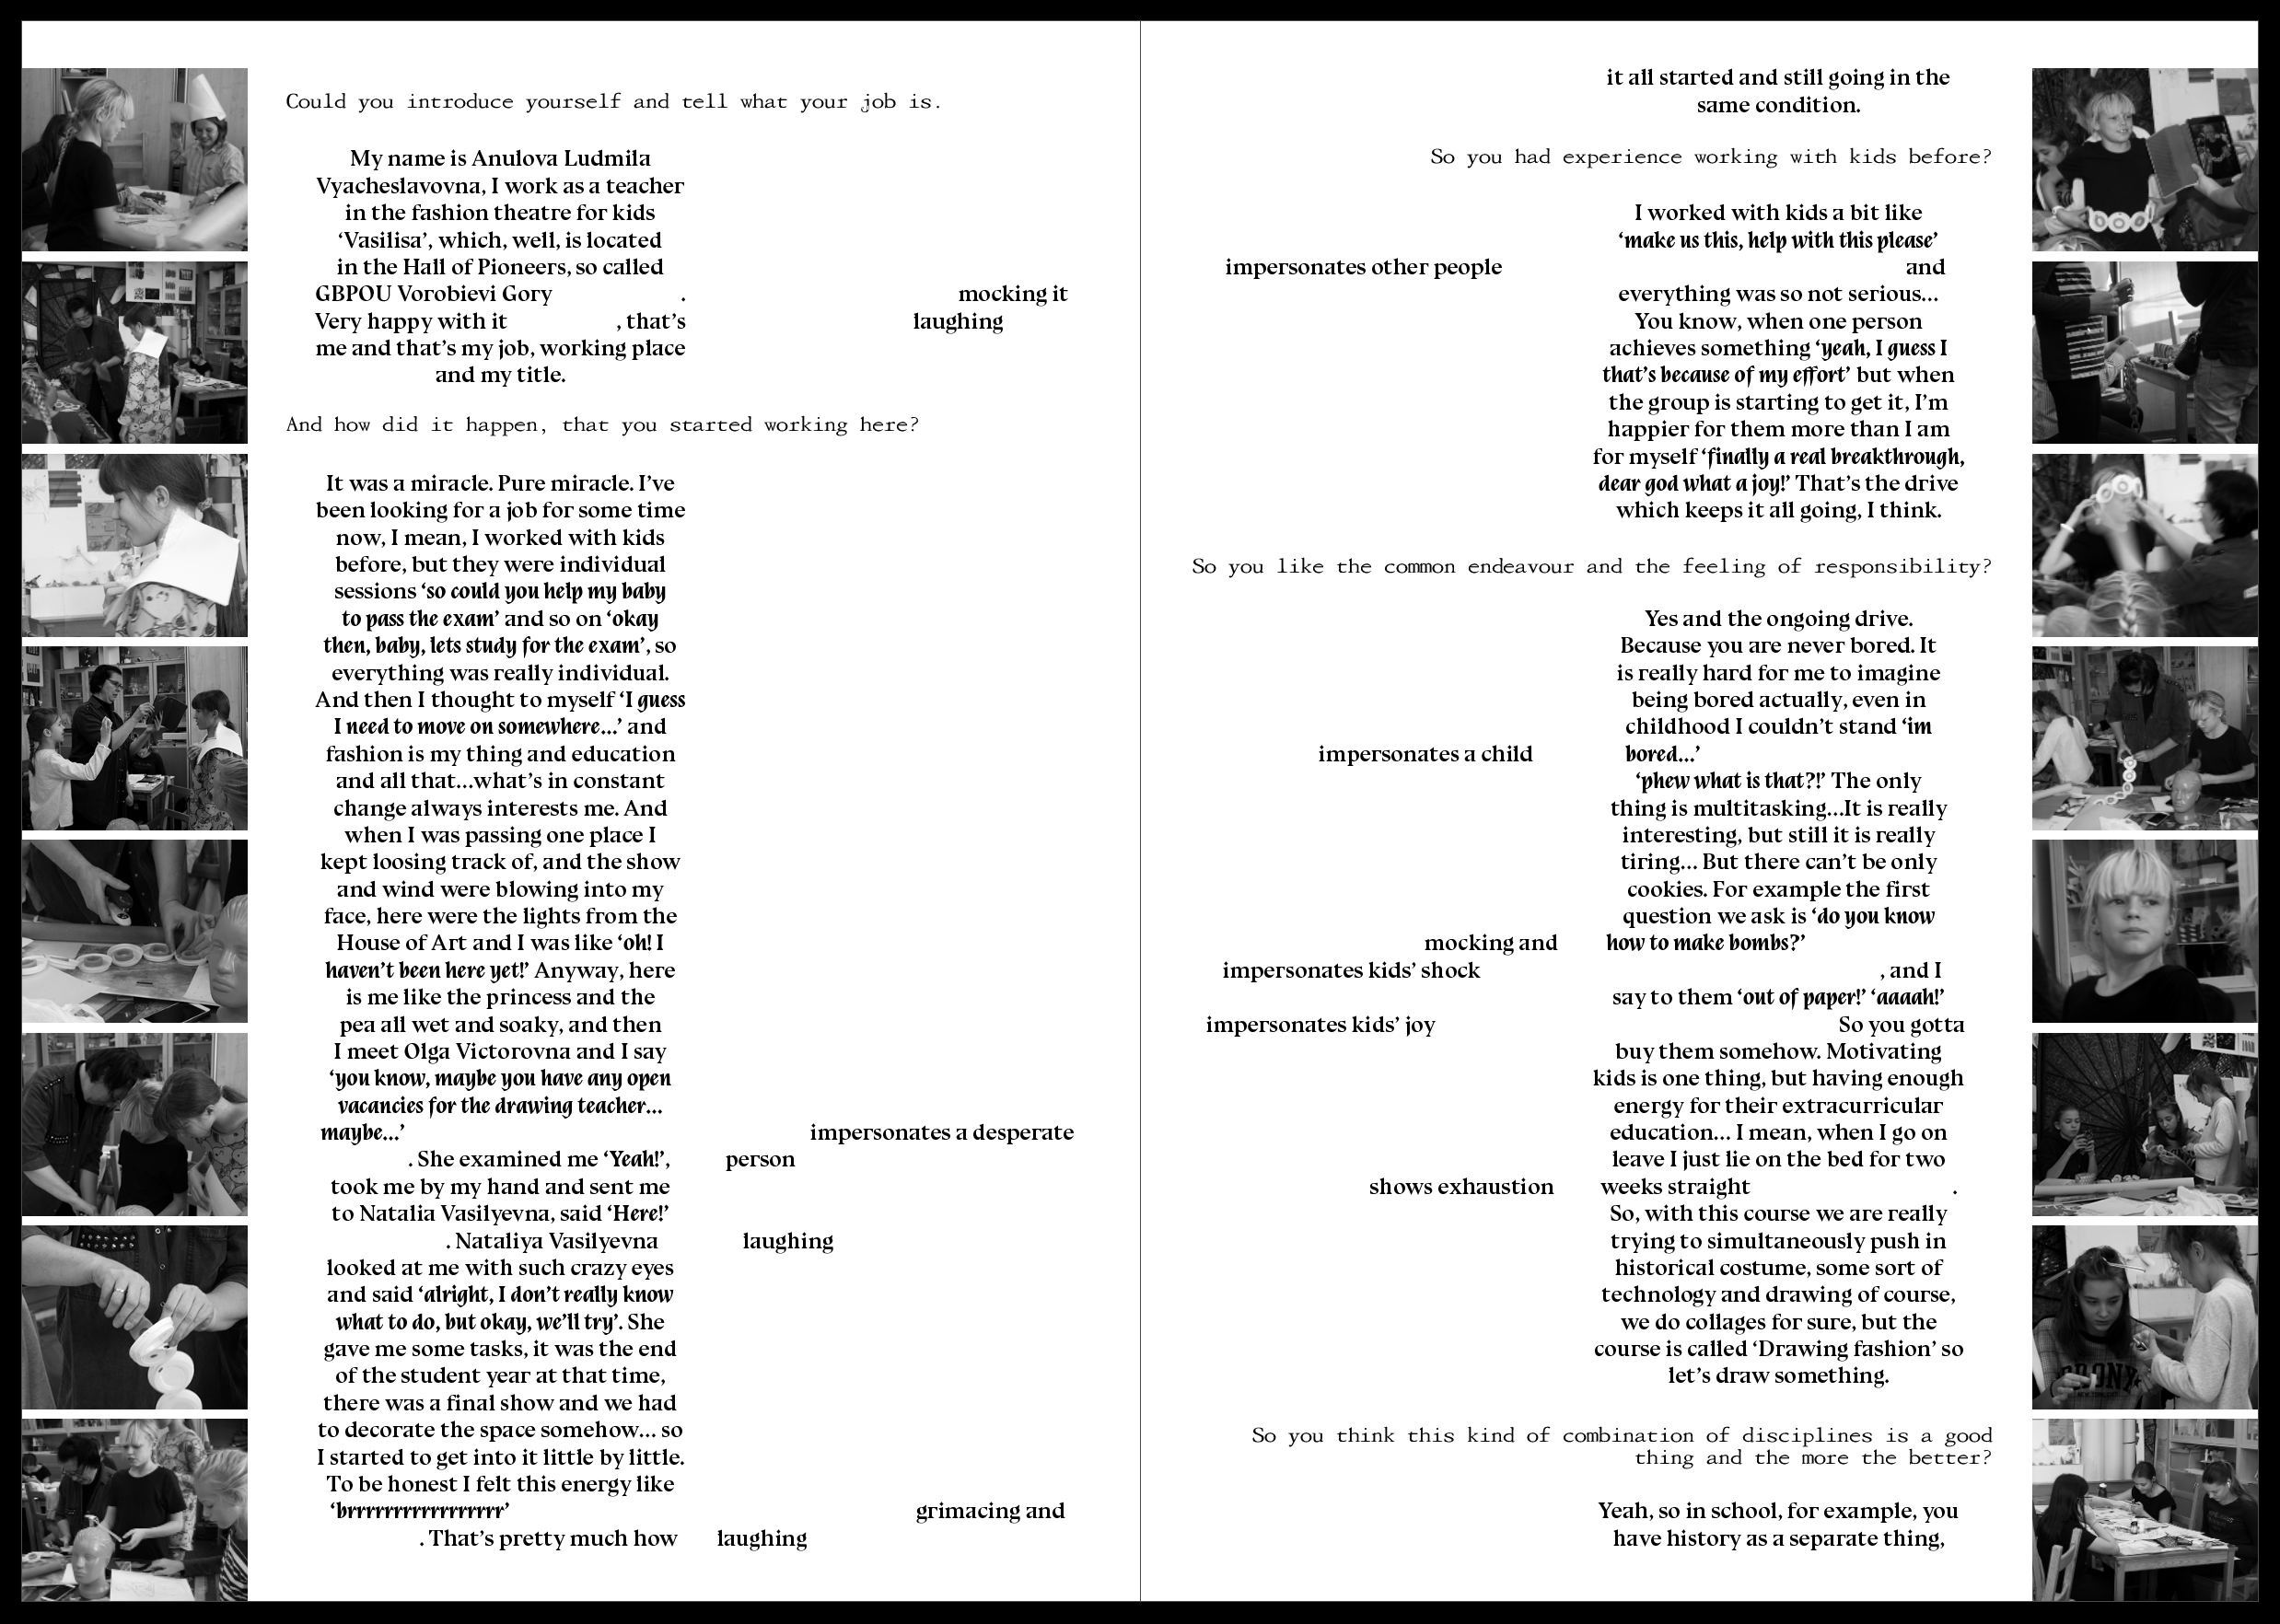 Could you introduce yourself and tell what your job is.
My name is Anulova Ludmila
Vyacheslavovna, I work as a teacher
in the fashion theatre for kids
‘Vasilisa’, which, well, is located
in the Hall of Pioneers, so called
GBPOU Vorobievi Gory . mocking it
Very happy with it , that’s laughing
me and that’s my job, working place
and my title.
And how did it happen, that you started working here?
It was a miracle. Pure miracle. I’ve
been looking for a job for some time
now, I mean, I worked with kids
before, but they were individual
sessions ‘so could you help my baby
to pass the exam’ and so on ‘okay
then, baby, lets study for the exam’, so
everything was really individual.
And then I thought to myself ‘I guess
I need to move on somewhere...’ and
fashion is my thing and education
and all that...what’s in constant
change always interests me. And
when I was passing one place I
kept loosing track of, and the show
and wind were blowing into my
face, here were the lights from the
House of Art and I was like ‘oh! I
haven’t been here yet!’ Anyway, here
is me like the princess and the
pea all wet and soaky, and then
I meet Olga Victorovna and I say
‘you know, maybe you have any open
vacancies for the drawing teacher...
maybe...’ impersonates a desperate
. She examined me ‘Yeah!’, person
took me by my hand and sent me
to Natalia Vasilyevna, said ‘Here!’
. Nataliya Vasilyevna laughing
looked at me with such crazy eyes
and said ‘alright, I don’t really know
what to do, but okay, we’ll try’. She
gave me some tasks, it was the end
of the student year at that time,
there was a final show and we had
to decorate the space somehow... so
I started to get into it little by little.
To be honest I felt this energy like
‘brrrrrrrrrrrrrrrrr’ grimacing and
. That’s pretty much how laughing
it all started and still going in the
same condition.
So you had experience working with kids before?
I worked with kids a bit like
‘make us this, help with this please’
impersonates other people and
everything was so not serious...
You know, when one person
achieves something ‘yeah, I guess I
that’s because of my effort’ but when
the group is starting to get it, I’m
happier for them more than I am
for myself ‘finally a real breakthrough,
dear god what a joy!’ That’s the drive
which keeps it all going, I think.
So you like the common endeavour and the feeling of responsibility?
Yes and the ongoing drive.
Because you are never bored. It
is really hard for me to imagine
being bored actually, even in
childhood I couldn’t stand ‘im
impersonates a child bored...’
‘phew what is that?!’ The only
thing is multitasking...It is really
interesting, but still it is really
tiring... But there can’t be only
cookies. For example the first
question we ask is ‘do you know
mocking and how to make bombs?’
impersonates kids’ shock , and I
say to them ‘out of paper!’ ‘aaaah!’
impersonates kids’ joy So you gotta
buy them somehow. Motivating
kids is one thing, but having enough
energy for their extracurricular
education... I mean, when I go on
leave I just lie on the bed for two
shows exhaustion weeks straight .
So, with this course we are really
trying to simultaneously push in
historical costume, some sort of
technology and drawing of course,
we do collages for sure, but the
course is called ‘Drawing fashion’ so
let’s draw something.
So you think this kind of combination of disciplines is a good
thing and the more the better?
Yeah, so in school, for example, you
have history as a separate thing,